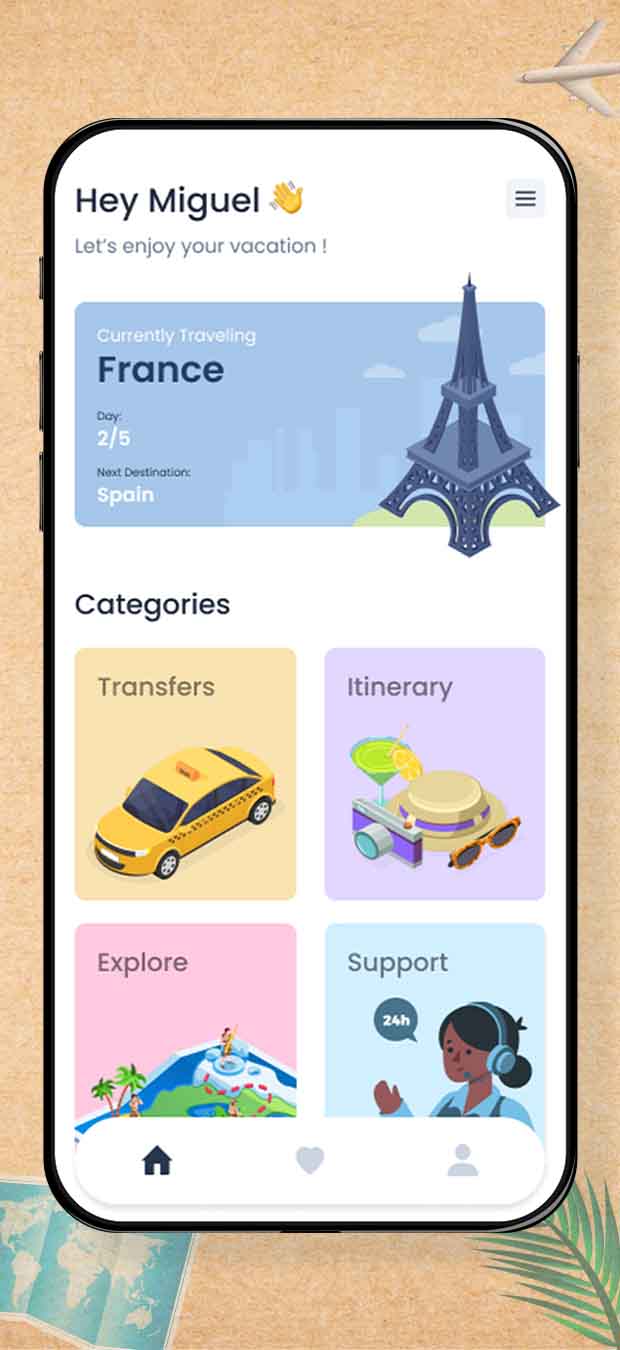 Hey Miguel 👋
Let's enjoy your vacation !
Currently Traveling
France
Day:
2/5
Next Destination:
Spain
Categories
Transfers
Itinerary
Explore
Support
24h